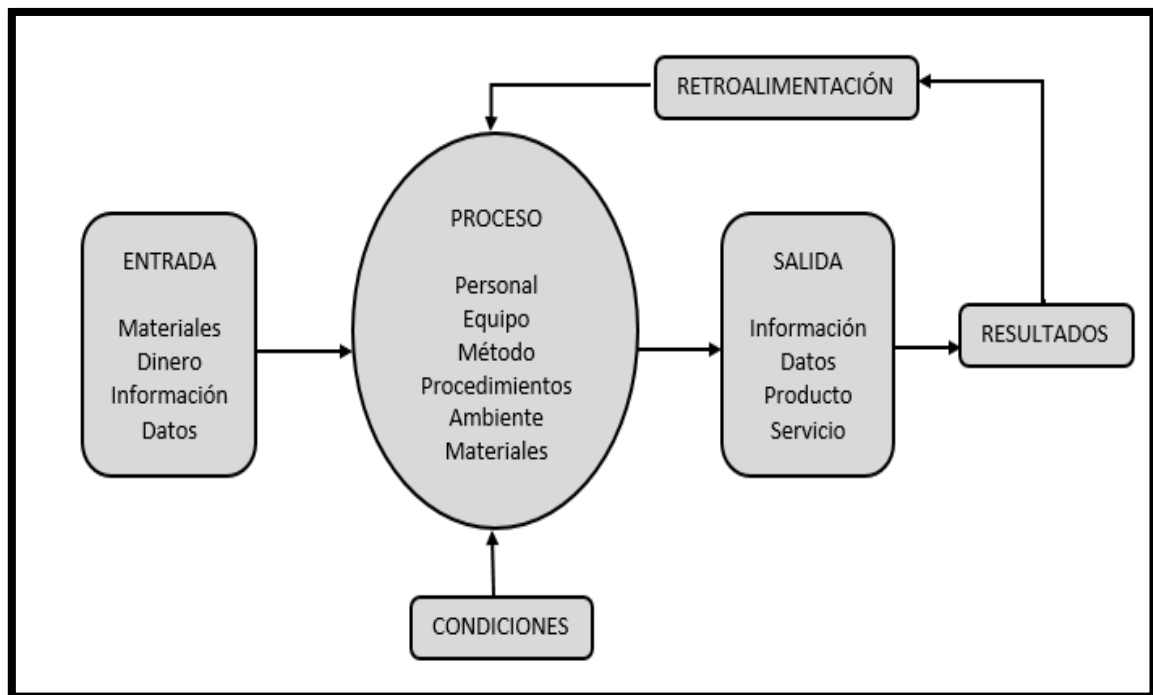 RETROALIMENTACIÓN
ENTRADA
Materiales
Dinero
Información
Datos
PROCESO
Personal
Equipo
Método
Procedimientos
Ambiente
Materiales
SALIDA
Información
Datos
Producto
Servicio
RESULTADOS
CONDICIONES